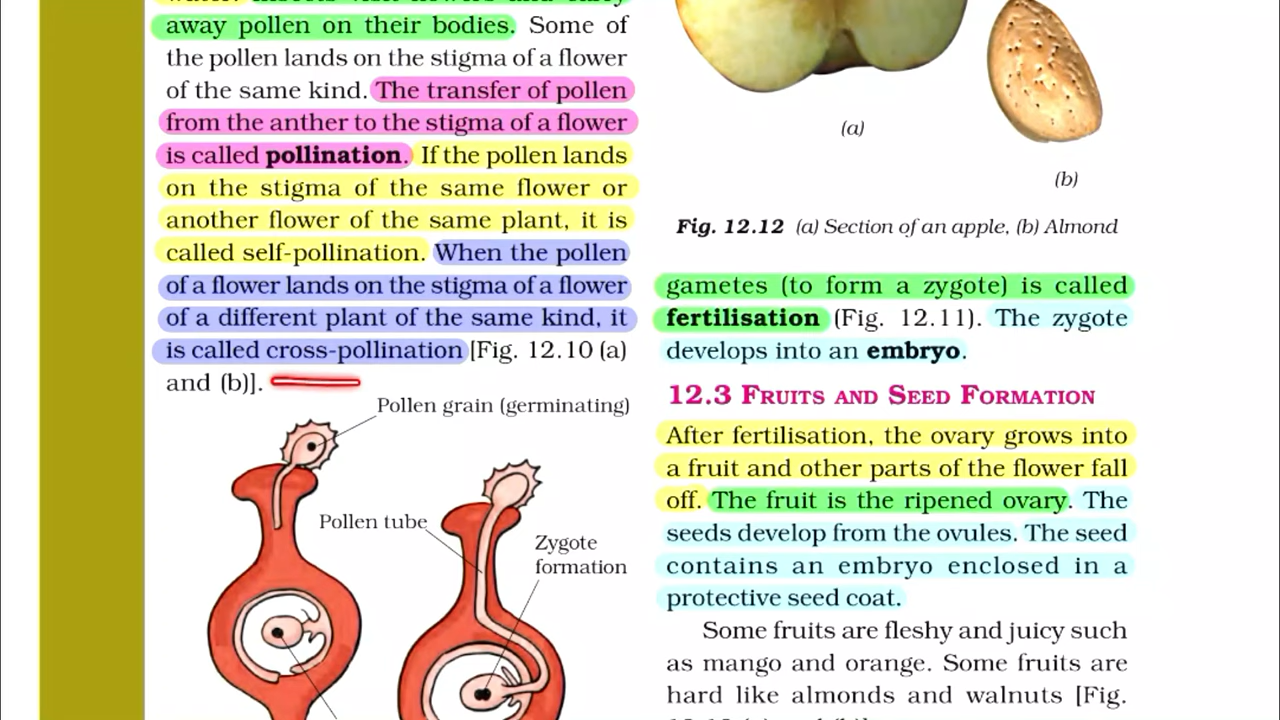 away pollen on their bodies. Some of
the pollen lands on the stigma of a flower
of the same kind. The transfer of pollen
from the anther to the stigma of a flower
is called pollination. If the pollen lands
on the stigma of the same flower or
another flower of the same plant, it is
called self-pollination. When the pollen
of a flower lands on the stigma of a flower
of a different plant of the same kind, it
is called cross-pollination [Fig. 12.10 (a)
and (b)].
Pollen grain (germinating)
Pollen tube
Zygote
formation
(a)
(b)
Fig. 12.12 (a) Section of an apple, (b) Almond
gametes (to form a zygote) is called
fertilisation (Fig. 12.11). The zygote
develops into an embryo.
12.3 FRUITS AND SEED FORMATION
After fertilisation, the ovary grows into
a fruit and other parts of the flower fall
off. The fruit is the ripened ovary. The
seeds develop from the ovules. The seed
contains an embryo enclosed in a
protective seed coat.
Some fruits are fleshy and juicy such
as mango and orange. Some fruits are
hard like almonds and walnuts [Fig.